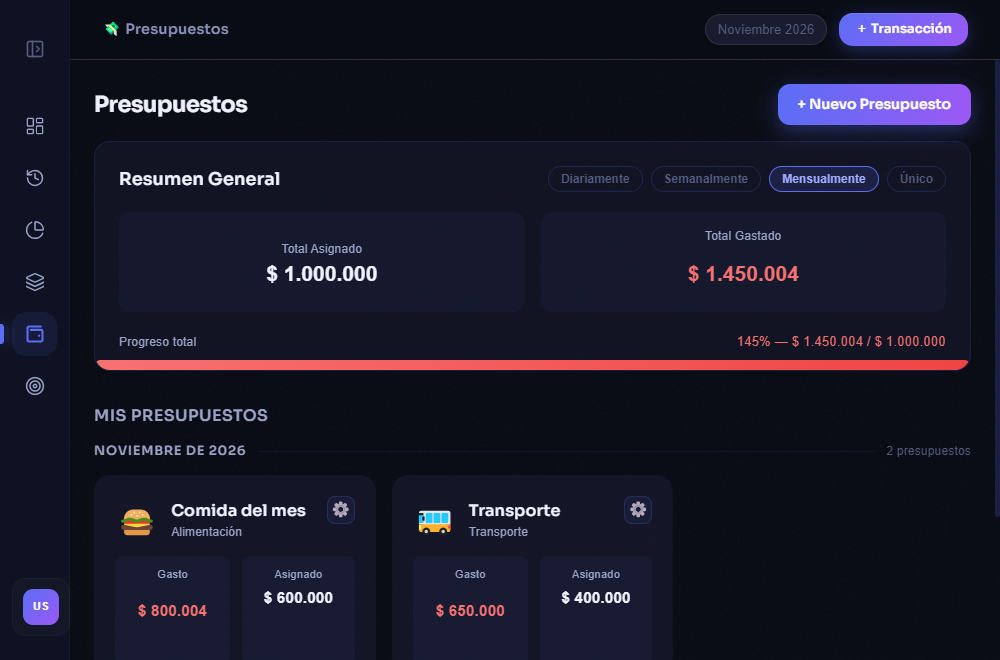 Presupuestos
Noviembre 2026
+ Transacción
Presupuestos
+ Nuevo Presupuesto
Resumen General
Diariamente
Semanalmente
Mensualmente
Único
Total Asignado
$ 1.000.000
Total Gastado
$ 1.450.004
Progreso total
145% — $ 1.450.004 / $ 1.000.000
MIS PRESUPUESTOS
NOVIEMBRE DE 2026
2 presupuestos
Comida del mes
Alimentación
Gasto
$ 800.004
Asignado
$ 600.000
Transporte
Transporte
Gasto
$ 650.000
Asignado
$ 400.000
US